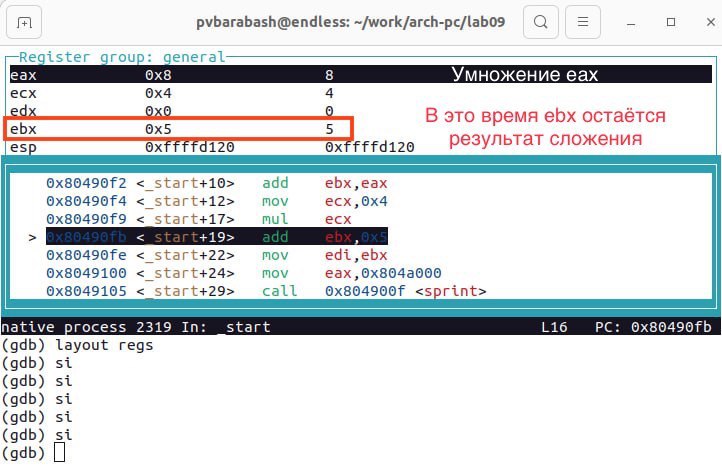 pvbarabash@endless: ~/work/arch-pc/lab09
Register group: general
eax 0x8 8 Умножение eax
ecx 0x4 4
edx 0x0 0
ebx 0x5 5 В это время ebx остаётся
результат сложения
esp 0xffffd120 0xffffd120
0x80490f2 <_start+10> add ebx,eax
0x80490f4 <_start+12> mov ecx,0x4
0x80490f9 <_start+17> mul ecx
> 0x80490fb <_start+19> add ebx,0x5
0x80490fe <_start+22> mov edi,ebx
0x8049100 <_start+24> mov eax,0x804a000
0x8049105 <_start+29> call 0x804900f <sprint>
native process 2319 In: _start L16 PC: 0x80490fb
(gdb) layout regs
(gdb) si
(gdb) si
(gdb) si
(gdb) si
(gdb) si
(gdb)